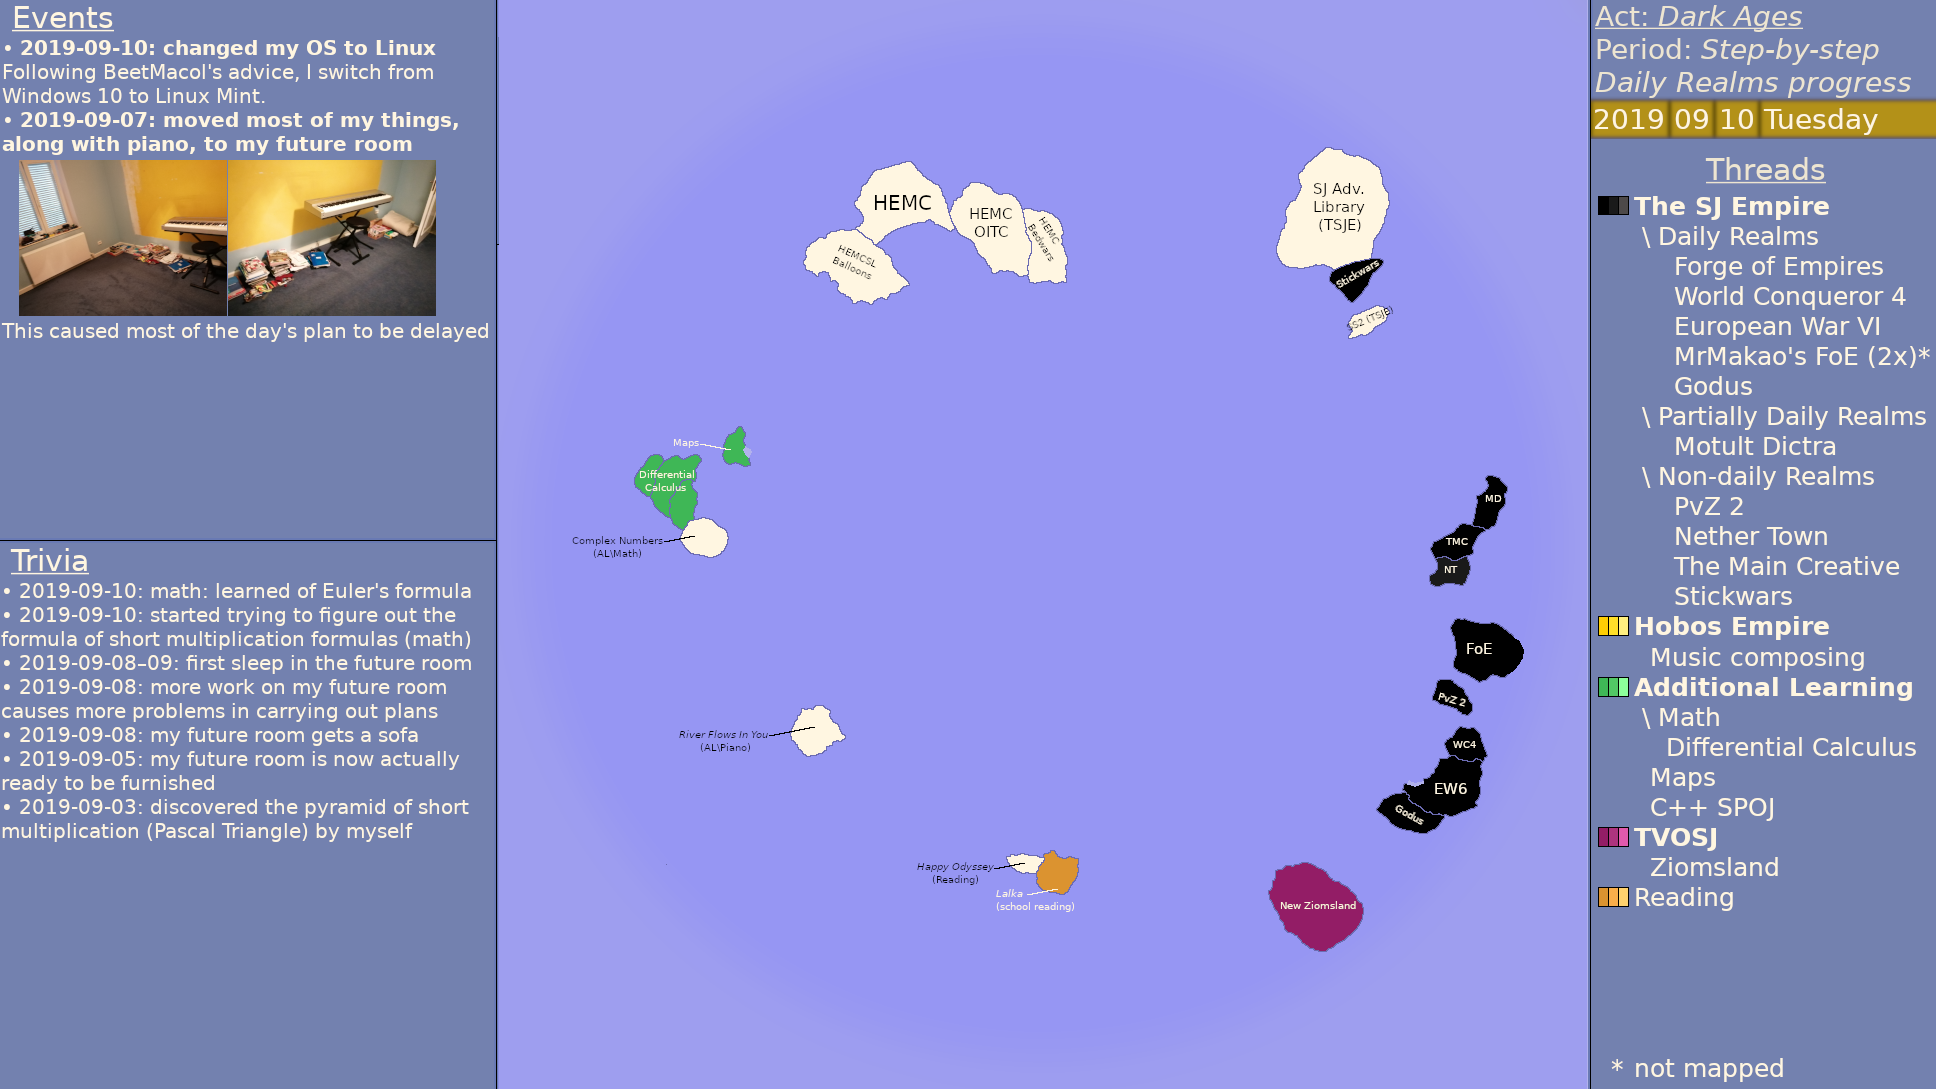 Events
• 2019-09-10: changed my OS to Linux
Following BeetMacol's advice, I switch from
Windows 10 to Linux Mint.
• 2019-09-07: moved most of my things,
along with piano, to my future room
This caused most of the day's plan to be delayed
Trivia
• 2019-09-10: math: learned of Euler's formula
• 2019-09-10: started trying to figure out the
formula of short multiplication formulas (math)
• 2019-09-08–09: first sleep in the future room
• 2019-09-08: more work on my future room
causes more problems in carrying out plans
• 2019-09-08: my future room gets a sofa
• 2019-09-05: my future room is now actually
ready to be furnished
• 2019-09-03: discovered the pyramid of short
multiplication (Pascal Triangle) by myself
HEMC
HEMCSL
Balloons
HEMC
OITC
HEMC
Bedwars
SJ Adv.
Library
(TSJE)
Stickwars
SS2 (TSJE)
Maps
Differential
Calculus
Complex Numbers
(AL\Math)
MD
TMC
NT
FoE
PvZ 2
WC4
EW6
Godus
River Flows In You
(AL\Piano)
Happy Odyssey
(Reading)
Lalka
(school reading)
New Ziomsland
Act: Dark Ages
Period: Step-by-step
Daily Realms progress
2019 09 10 Tuesday
Threads
The SJ Empire
\ Daily Realms
Forge of Empires
World Conqueror 4
European War VI
MrMakao's FoE (2x)*
Godus
\ Partially Daily Realms
Motult Dictra
\ Non-daily Realms
PvZ 2
Nether Town
The Main Creative
Stickwars
Hobos Empire
Music composing
Additional Learning
\ Math
Differential Calculus
Maps
C++ SPOJ
TVOSJ
Ziomsland
Reading
* not mapped